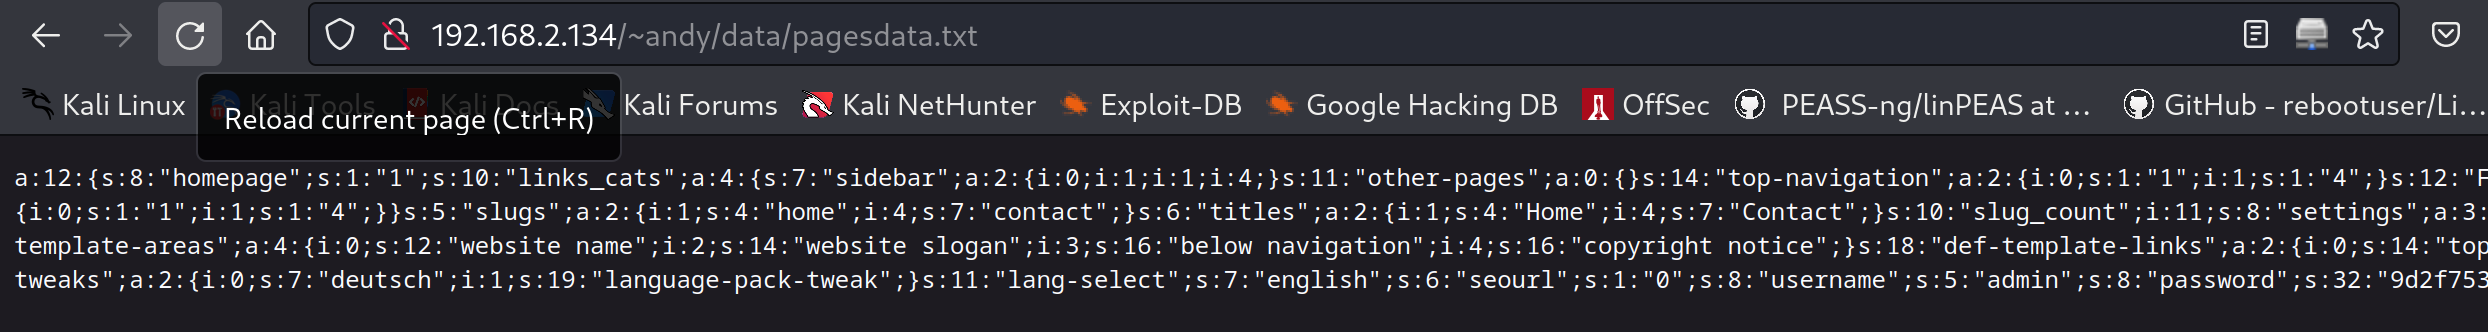 192.168.2.134/~andy/data/pagesdata.txt
Kali Linux Kali Tools Kali Docs Kali Forums Kali NetHunter Exploit-DB Google Hacking DB OffSec PEASS-ng/linPEAS at … GitHub - rebootuser/Li…
Reload current page (Ctrl+R)
a:12:{s:8:"homepage";s:1:"1";s:10:"links_cats";a:4:{s:7:"sidebar";a:2:{i:0;i:1;i:1;i:4;}s:11:"other-pages";a:0:{}s:14:"top-navigation";a:2:{i:0;s:1:"1";i:1;s:1:"4";}s:12:"F
{i:0;s:1:"1";i:1;s:1:"4";}}s:5:"slugs";a:2:{i:1;s:4:"home";i:4;s:7:"contact";}s:6:"titles";a:2:{i:1;s:4:"Home";i:4;s:7:"Contact";}s:10:"slug_count";i:11;s:8:"settings";a:3:
template-areas";a:4:{i:0;s:12:"website name";i:2;s:14:"website slogan";i:3;s:16:"below navigation";i:4;s:16:"copyright notice";}s:18:"def-template-links";a:2:{i:0;s:14:"top
tweaks";a:2:{i:0;s:7:"deutsch";i:1;s:19:"language-pack-tweak";}s:11:"lang-select";s:7:"english";s:6:"seourl";s:1:"0";s:8:"username";s:5:"admin";s:8:"password";s:32:"9d2f753